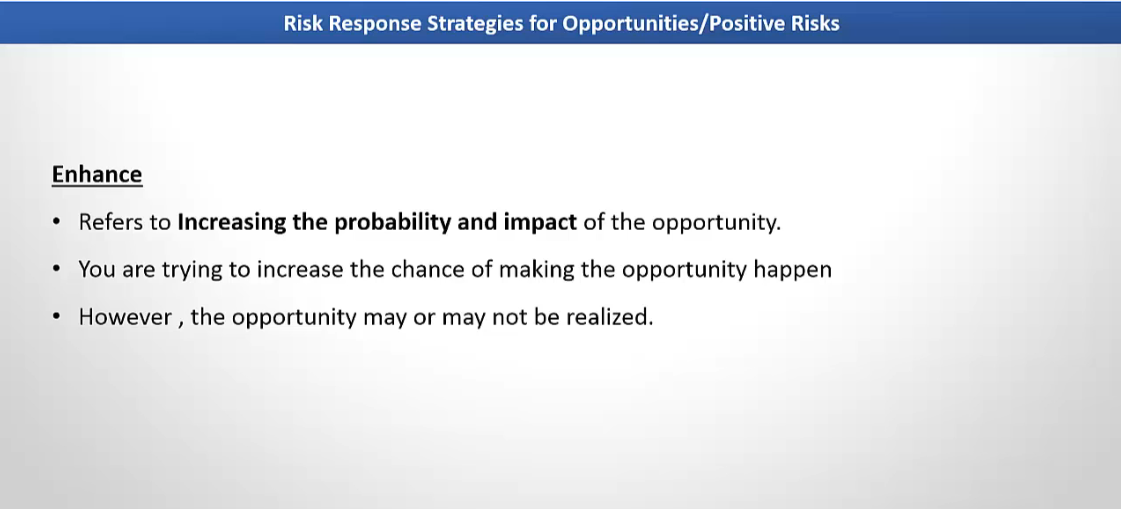 Risk Response Strategies for Opportunities/Positive Risks
Enhance
• Refers to Increasing the probability and impact of the opportunity.
• You are trying to increase the chance of making the opportunity happen
• However , the opportunity may or may not be realized.